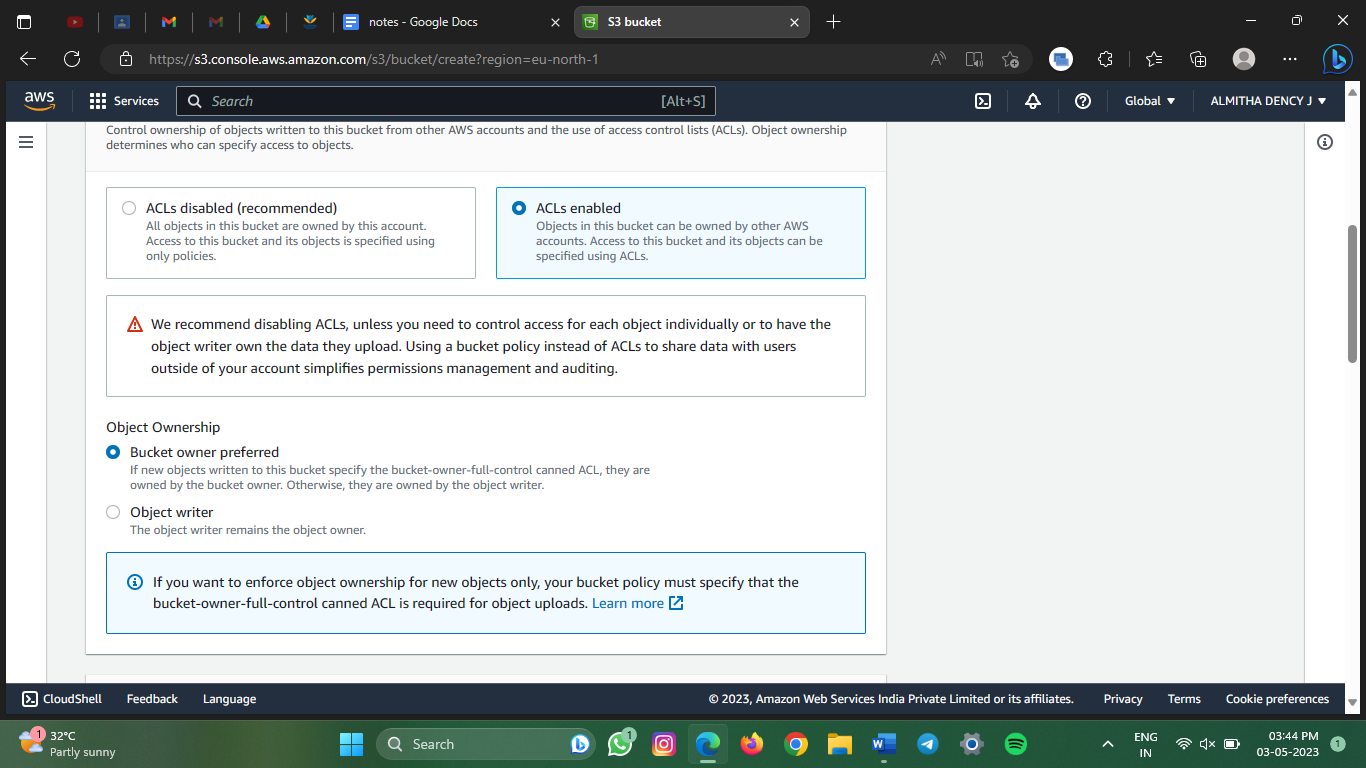 notes - Google Docs
S3 bucket
https://s3.console.aws.amazon.com/s3/bucket/create?region=eu-north-1
aws
Services
Search
[Alt+S]
Global
ALMITHA DENCY J
Control ownership of objects written to this bucket from other AWS accounts and the use of access control lists (ACLs). Object ownership
determines who can specify access to objects.
ACLs disabled (recommended)
All objects in this bucket are owned by this account.
Access to this bucket and its objects is specified using
only policies.
ACLs enabled
Objects in this bucket can be owned by other AWS
accounts. Access to this bucket and its objects can be
specified using ACLs.
We recommend disabling ACLs, unless you need to control access for each object individually or to have the
object writer own the data they upload. Using a bucket policy instead of ACLs to share data with users
outside of your account simplifies permissions management and auditing.
Object Ownership
Bucket owner preferred
If new objects written to this bucket specify the bucket-owner-full-control canned ACL, they are
owned by the bucket owner. Otherwise, they are owned by the object writer.
Object writer
The object writer remains the object owner.
If you want to enforce object ownership for new objects only, your bucket policy must specify that the
bucket-owner-full-control canned ACL is required for object uploads. Learn more
CloudShell
Feedback
Language
© 2023, Amazon Web Services India Private Limited or its affiliates.
Privacy
Terms
Cookie preferences
1
32°C
Partly sunny
Search
1
ENG
IN
03:44 PM
03-05-2023
1